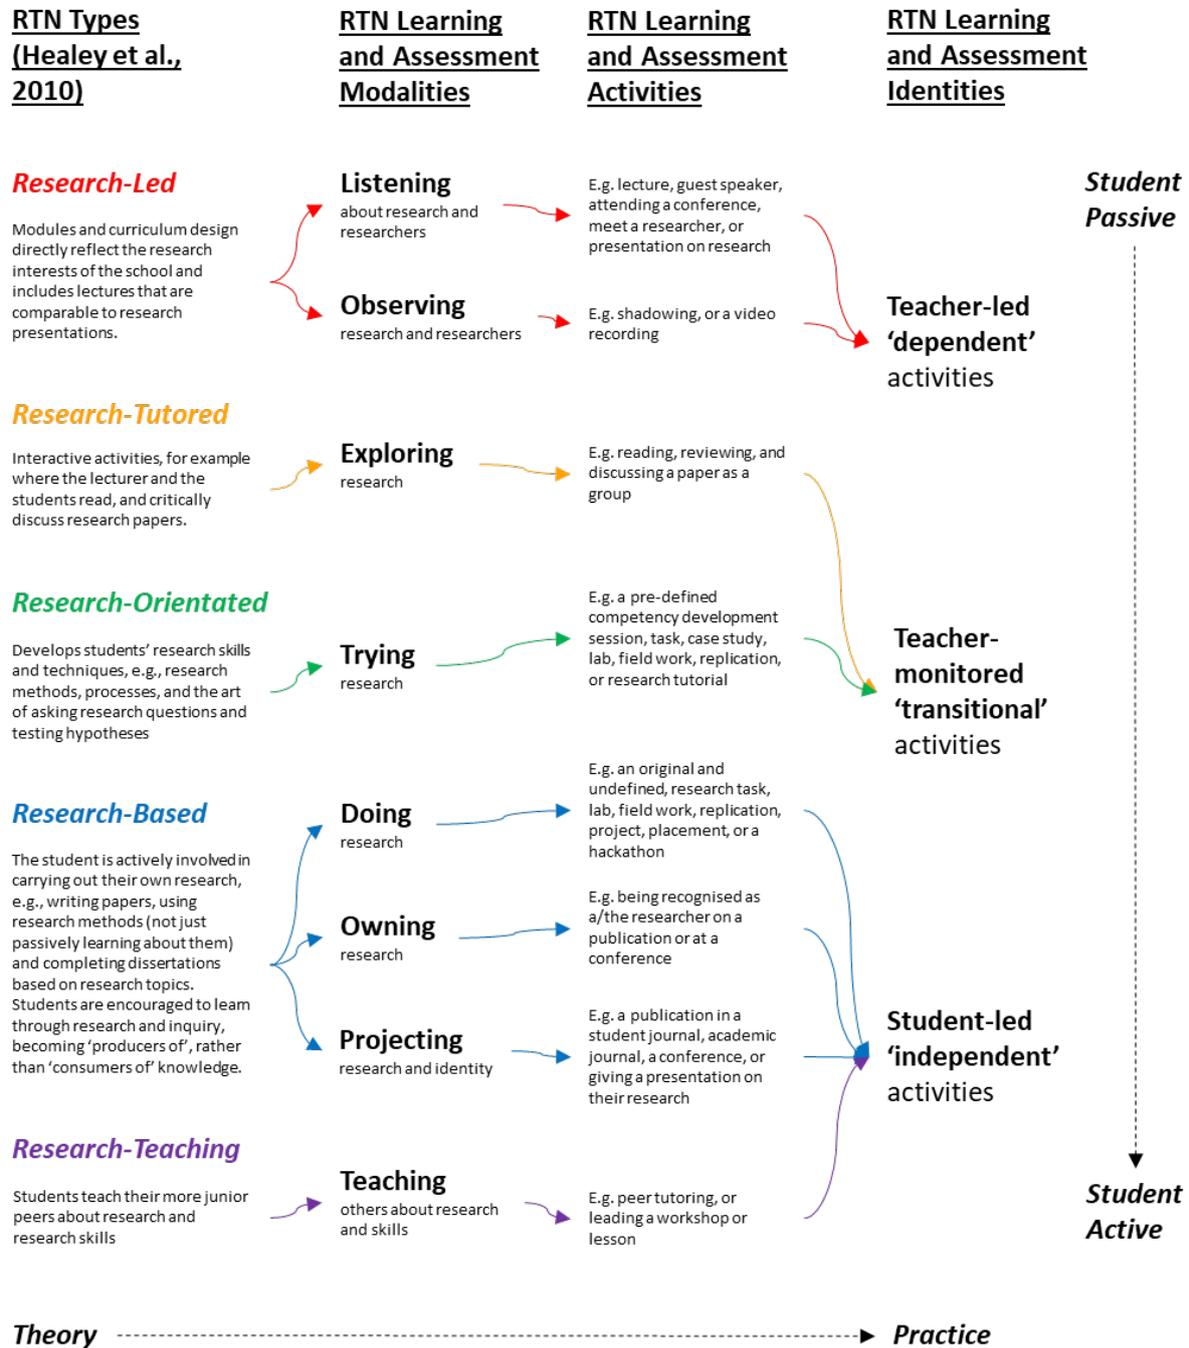 RTN Types
(Healey et al.,
2010)
RTN Learning
and Assessment
Modalities
RTN Learning
and Assessment
Activities
RTN Learning
and Assessment
Identities
Research-Led
Modules and curriculum design
directly reflect the research
interests of the school and
includes lectures that are
comparable to research
presentations.
Listening
about research and
researchers
E.g. lecture, guest speaker,
attending a conference,
meet a researcher, or
presentation on research
Observing
research and researchers
E.g. shadowing, or a video
recording
Teacher-led
‘dependent’
activities
Student
Passive
Research-Tutored
Interactive activities, for example
where the lecturer and the
students read, and critically
discuss research papers.
Exploring
research
E.g. reading, reviewing, and
discussing a paper as a
group
Research-Orientated
Develops students’ research skills
and techniques, e.g., research
methods, processes, and the art
of asking research questions and
testing hypotheses
Trying
research
E.g. a pre-defined
competency development
session, task, case study,
lab, field work, replication,
or research tutorial
Teacher-
monitored
‘transitional’
activities
Research-Based
The student is actively involved in
carrying out their own research,
e.g., writing papers, using
research methods (not just
passively learning about them)
and completing dissertations
based on research topics.
Students are encouraged to learn
through research and inquiry,
becoming ‘producers of’, rather
than ‘consumers of’ knowledge.
Doing
research
E.g. an original and
undefined, research task,
lab, field work, replication,
project, placement, or a
hackathon
Owning
research
E.g. being recognised as
a/the researcher on a
publication or at a
conference
Projecting
research and identity
E.g. a publication in a
student journal, academic
journal, a conference, or
giving a presentation on
their research
Student-led
‘independent’
activities
Research-Teaching
Students teach their more junior
peers about research and
research skills
Teaching
others about research
and skills
E.g. peer tutoring, or
leading a workshop or
lesson
Student
Active
Theory
Practice